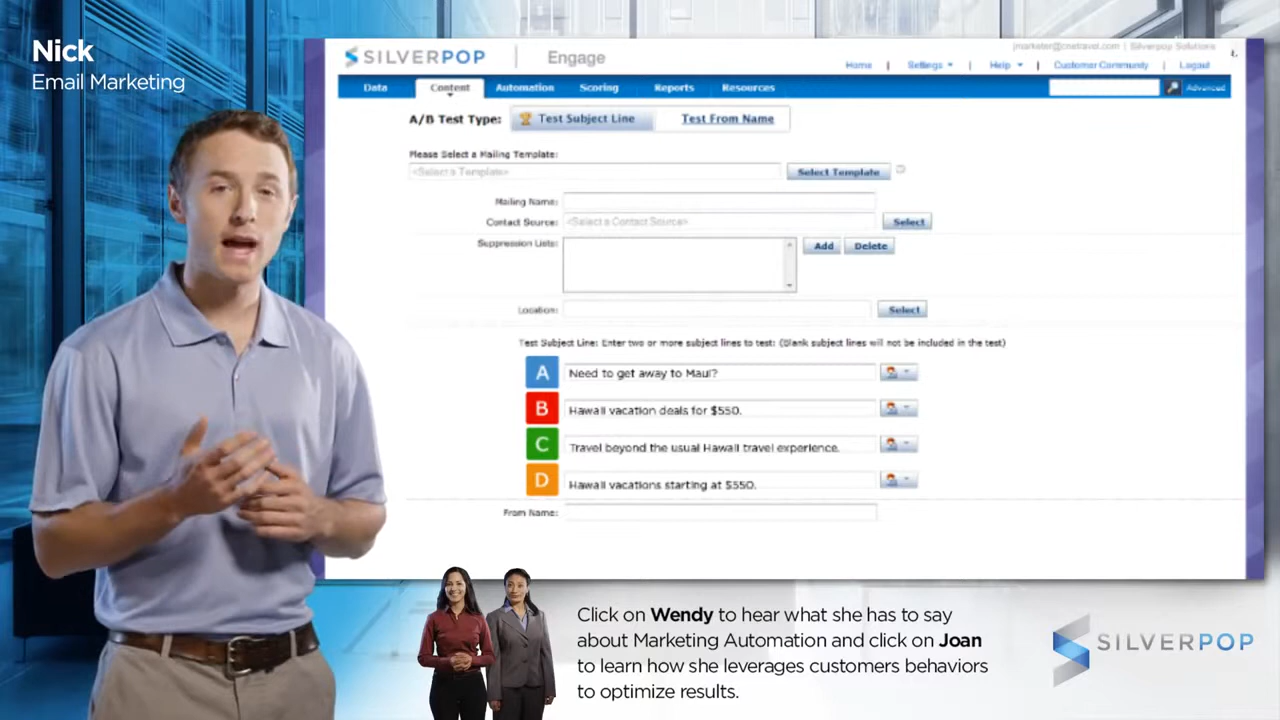 Nick
Email Marketing
SILVERPOP
Engage
jmarketer@cnetravel.com | Silverpop Solutions
Home | Settings | Help | Customer Community | Logout
Data Content Automation Scoring Reports Resources Advanced
A/B Test Type: Test Subject Line Test From Name
Please Select a Mailing Template:
<Select a Template> Select Template
Mailing Name:
Contact Source: <Select a Contact Source> Select
Suppression Lists: Add Delete
Location: Select
Test Subject Line: Enter two or more subject lines to test: (Blank subject lines will not be included in the test)
A Need to get away to Maui?
B Hawaii vacation deals for $550.
C Travel beyond the usual Hawaii travel experience.
D Hawaii vacations starting at $550.
From Name:
Click on Wendy to hear what she has to say
about Marketing Automation and click on Joan
to learn how she leverages customers behaviors
to optimize results.
SILVERPOP